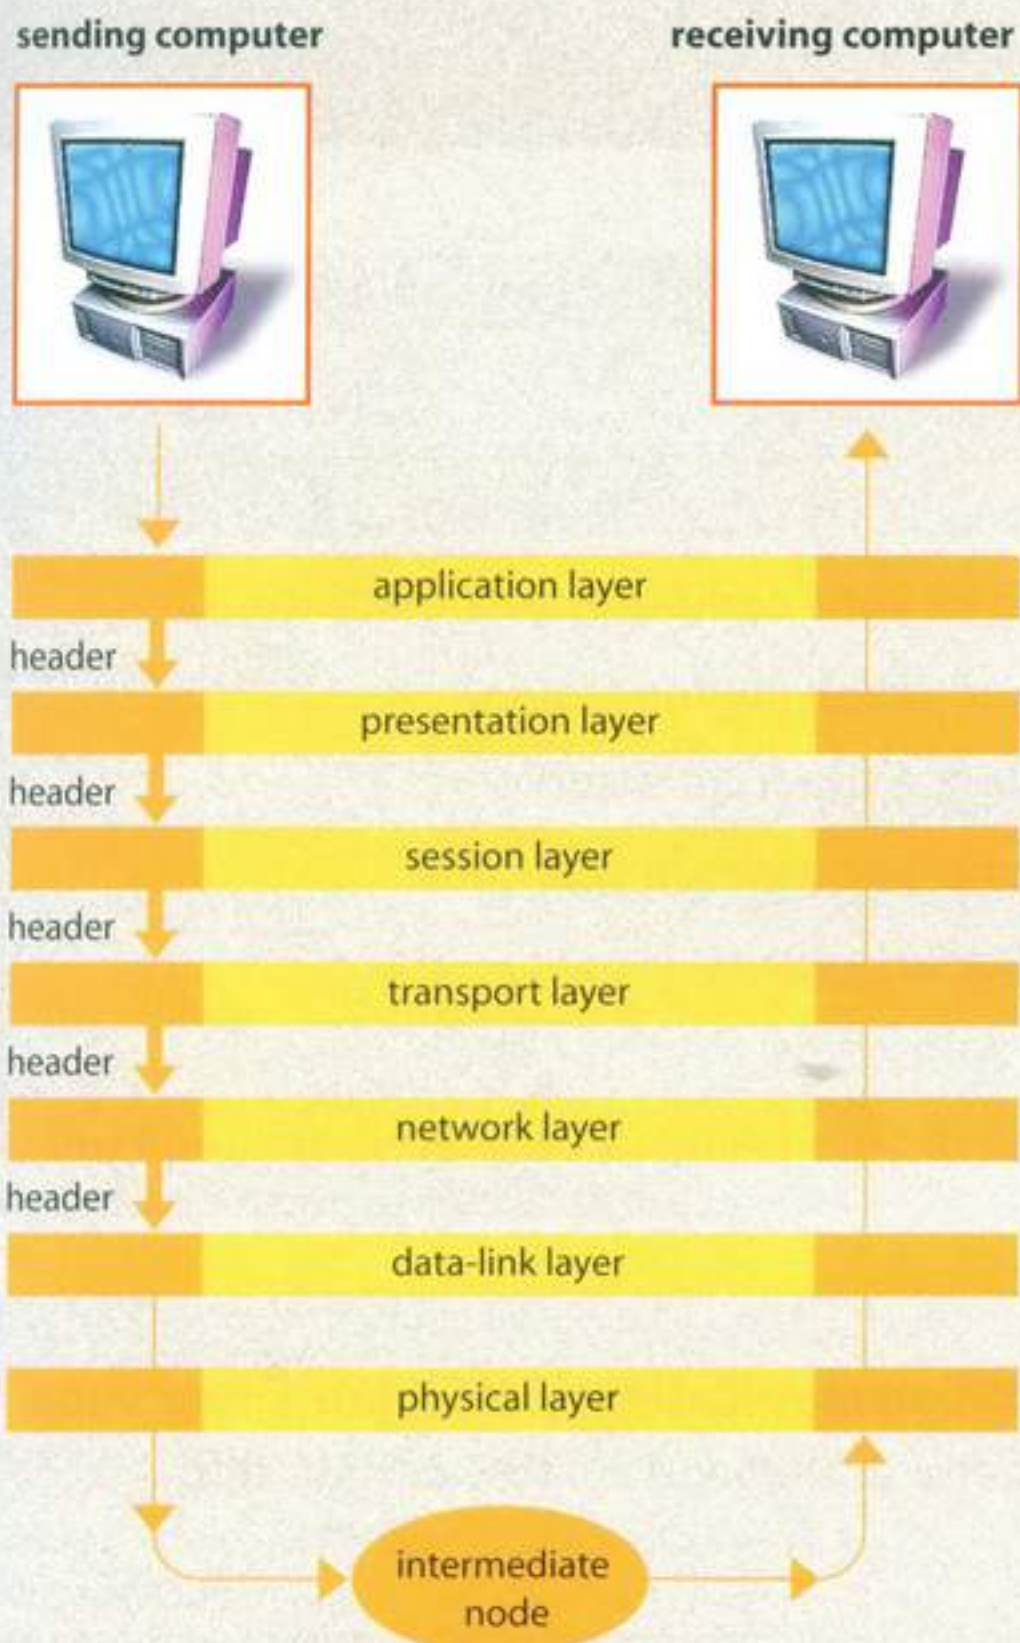 sending computer
receiving computer
application layer
header
presentation layer
header
session layer
header
transport layer
header
network layer
header
data-link layer
physical layer
intermediate
node